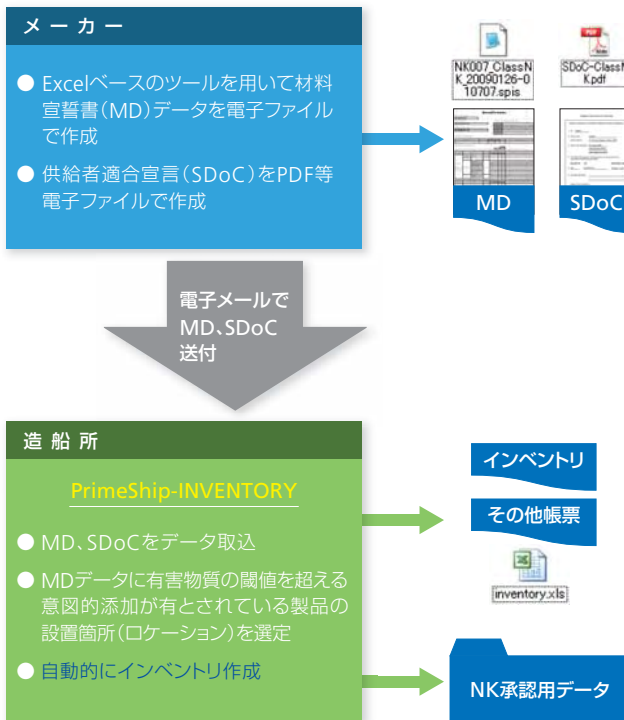 メーカー
● Excelベースのツールを用いて材料
宣誓書(MD)データを電子ファイル
で作成
● 供給者適合宣言(SDoC)をPDF等
電子ファイルで作成
NK007_ClassN
K_20090126-0
10707.spis
PDF
SDoC-ClassN
K.pdf
MD
SDoC
電子メールで
MD、SDoC
送付
造船所
PrimeShip-INVENTORY
● MD、SDoCをデータ取込
● MDデータに有害物質の閾値を超える
意図的添加が有とされている製品の
設置箇所(ロケーション)を選定
● 自動的にインベントリ作成
インベントリ
その他帳票
inventory.xls
NK承認用データ